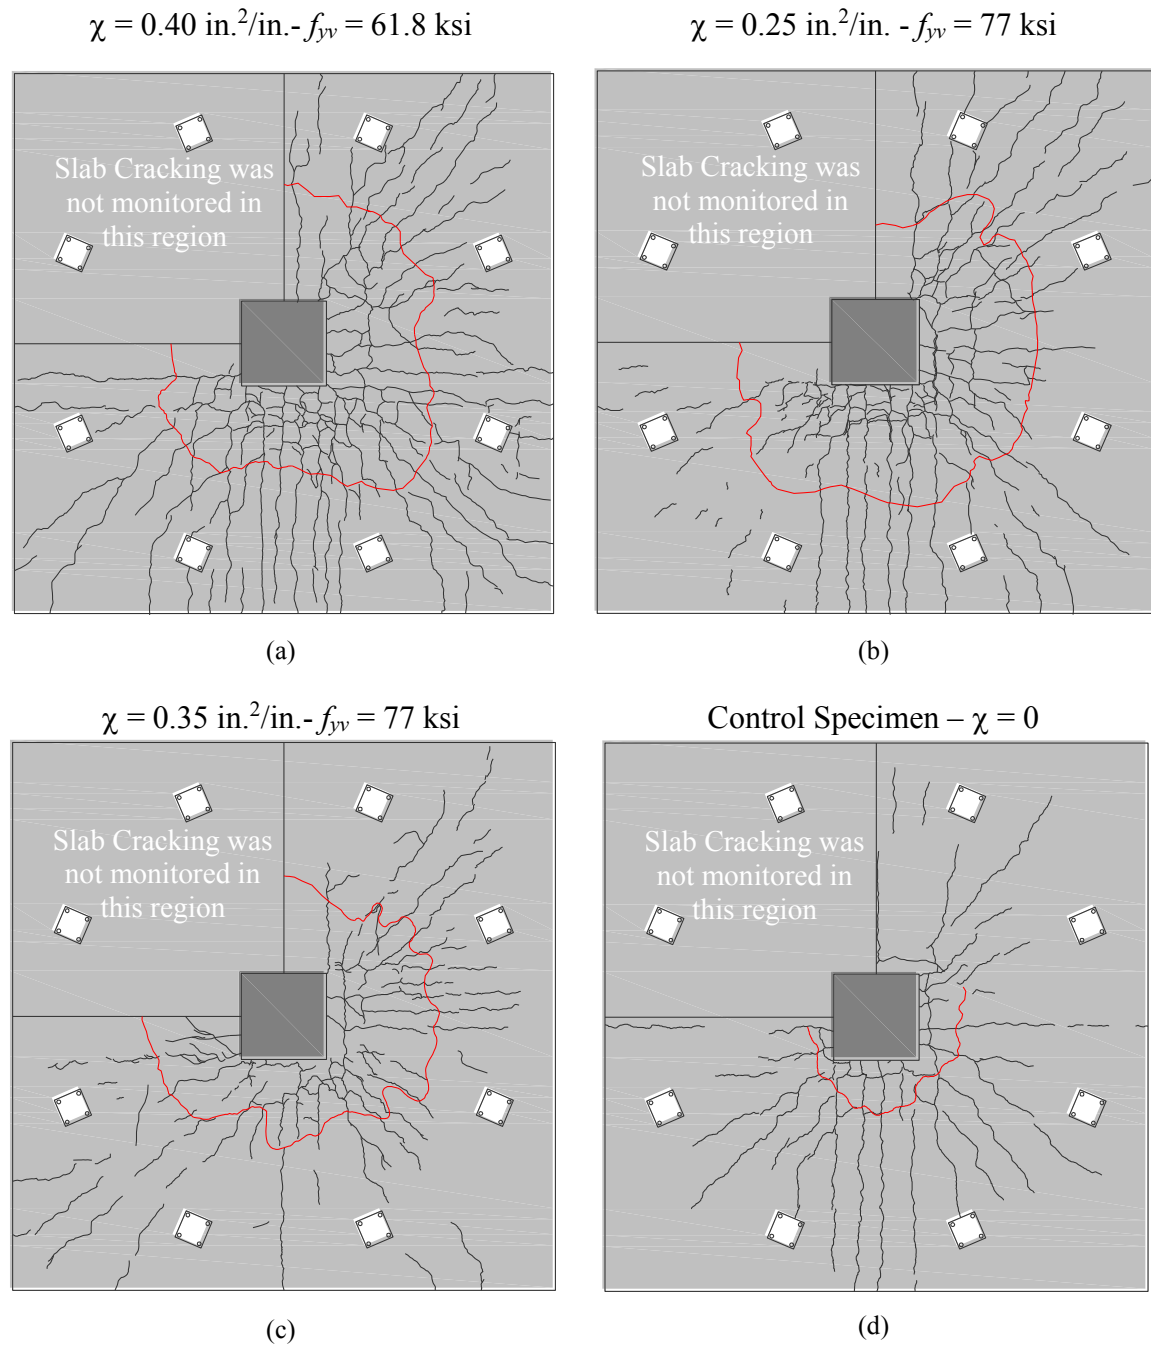 χ = 0.40 in.²/in.- fyv = 61.8 ksi
χ = 0.25 in.²/in. - fyv = 77 ksi
Slab Cracking was
not monitored in
this region
Slab Cracking was
not monitored in
this region
(a)
(b)
χ = 0.35 in.²/in.- fyv = 77 ksi
Control Specimen – χ = 0
Slab Cracking was
not monitored in
this region
Slab Cracking was
not monitored in
this region
(c)
(d)